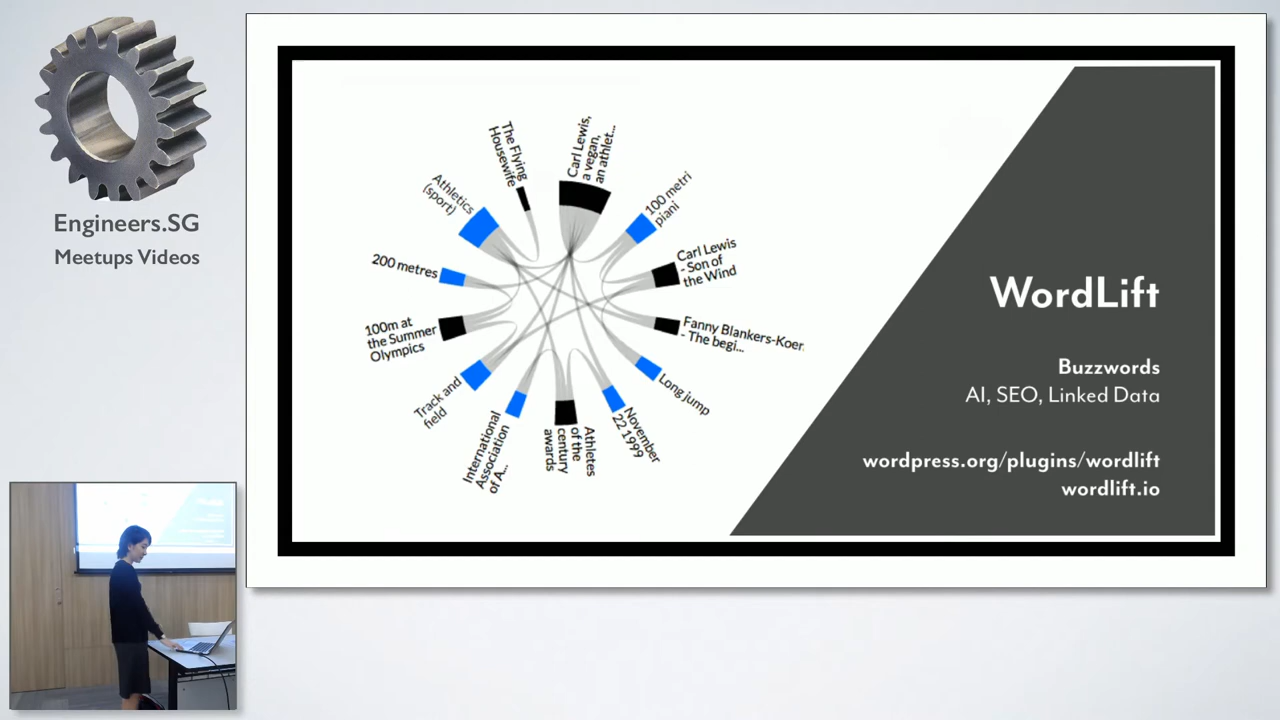 Engineers.SG
Meetups Videos
The Flying
Housewife
Carl Lewis,
a vegan,
an athlet...
100 metri
piani
Carl Lewis
- Son of
the Wind
Fanny Blankers-Koer
- The begi...
Long jump
November
22 1999
Athletes
of the
century
awards
International
Association
of A...
Track and
field
100m at
the Summer
Olympics
200 metres
Athletics
(sport)
WordLift
Buzzwords
AI, SEO, Linked Data
wordpress.org/plugins/wordlift
wordlift.io